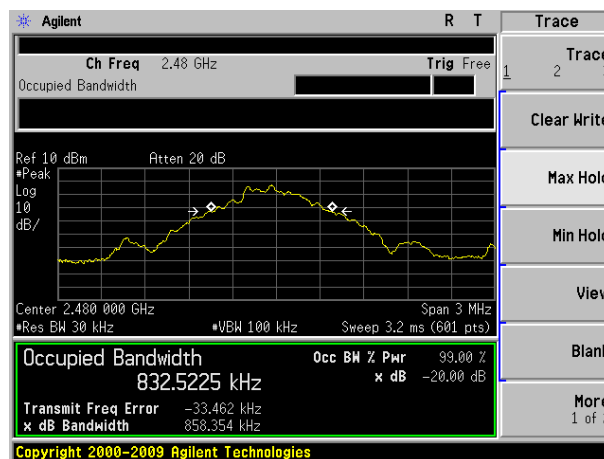 Agilent
R T
Trace
Ch Freq 2.48 GHz
Trig Free
Occupied Bandwidth
Trace
1 2
Clear Write
Max Hold
Min Hold
View
Blank
More
1 of
Ref 10 dBm Atten 20 dB
#Peak
Log
10
dB/
Center 2.480 000 GHz Span 3 MHz
#Res BW 30 kHz #VBW 100 kHz Sweep 3.2 ms (601 pts)
Occupied Bandwidth
832.5225 kHz
Occ BW % Pwr 99.00 %
x dB -20.00 dB
Transmit Freq Error -33.462 kHz
x dB Bandwidth 858.354 kHz
Copyright 2000-2009 Agilent Technologies